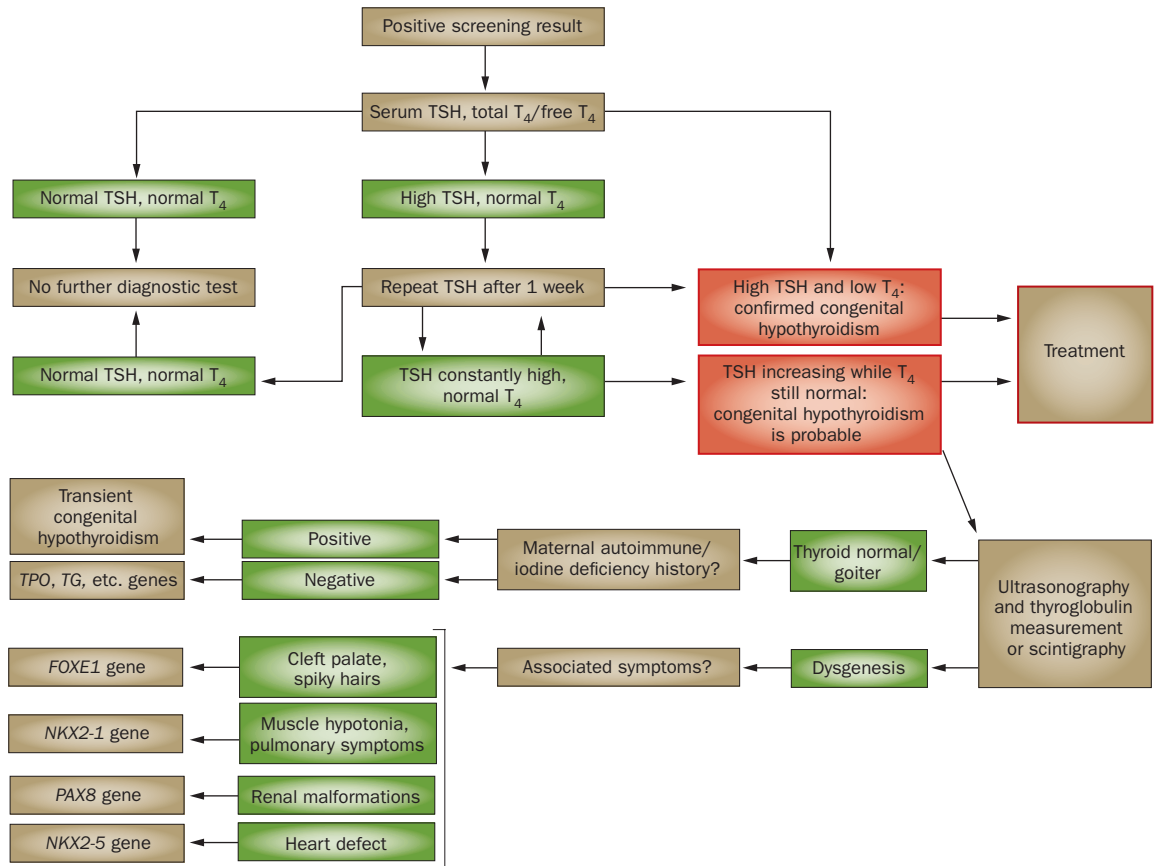 Positive screening result
Serum TSH, total T₄/free T₄
Normal TSH, normal T₄
High TSH, normal T₄
No further diagnostic test
Repeat TSH after 1 week
High TSH and low T₄:
confirmed congenital
hypothyroidism
Treatment
Normal TSH, normal T₄
TSH constantly high,
normal T₄
TSH increasing while T₄
still normal:
congenital hypothyroidism
is probable
Transient
congenital
hypothyroidism
Positive
Maternal autoimmune/
iodine deficiency history?
Thyroid normal/
goiter
TPO, TG, etc. genes
Negative
Ultrasonography
and thyroglobulin
measurement
or scintigraphy
FOXE1 gene
Cleft palate,
spiky hairs
Associated symptoms?
Dysgenesis
NKX2-1 gene
Muscle hypotonia,
pulmonary symptoms
PAX8 gene
Renal malformations
NKX2-5 gene
Heart defect